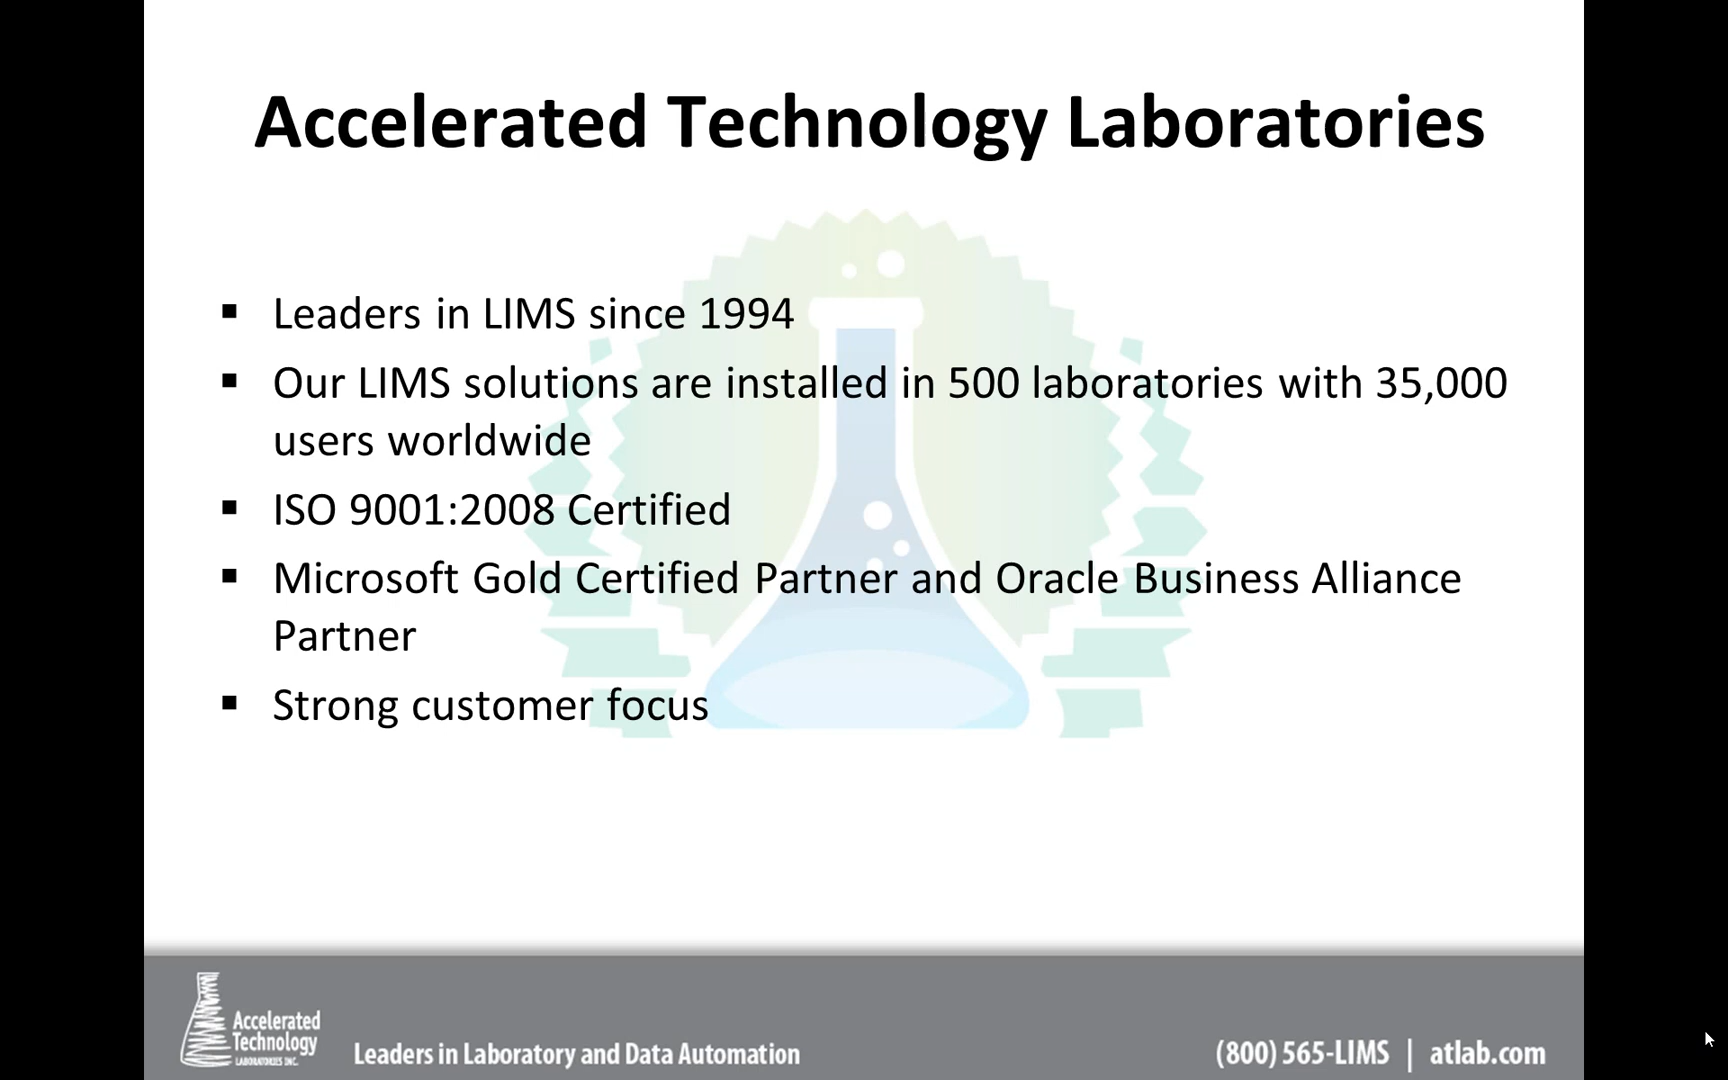 Accelerated Technology Laboratories
▪ Leaders in LIMS since 1994
▪ Our LIMS solutions are installed in 500 laboratories with 35,000
users worldwide
▪ ISO 9001:2008 Certified
▪ Microsoft Gold Certified Partner and Oracle Business Alliance
Partner
▪ Strong customer focus
Accelerated
Technology
LABORATORIES INC.
Leaders in Laboratory and Data Automation
(800) 565-LIMS | atlab.com